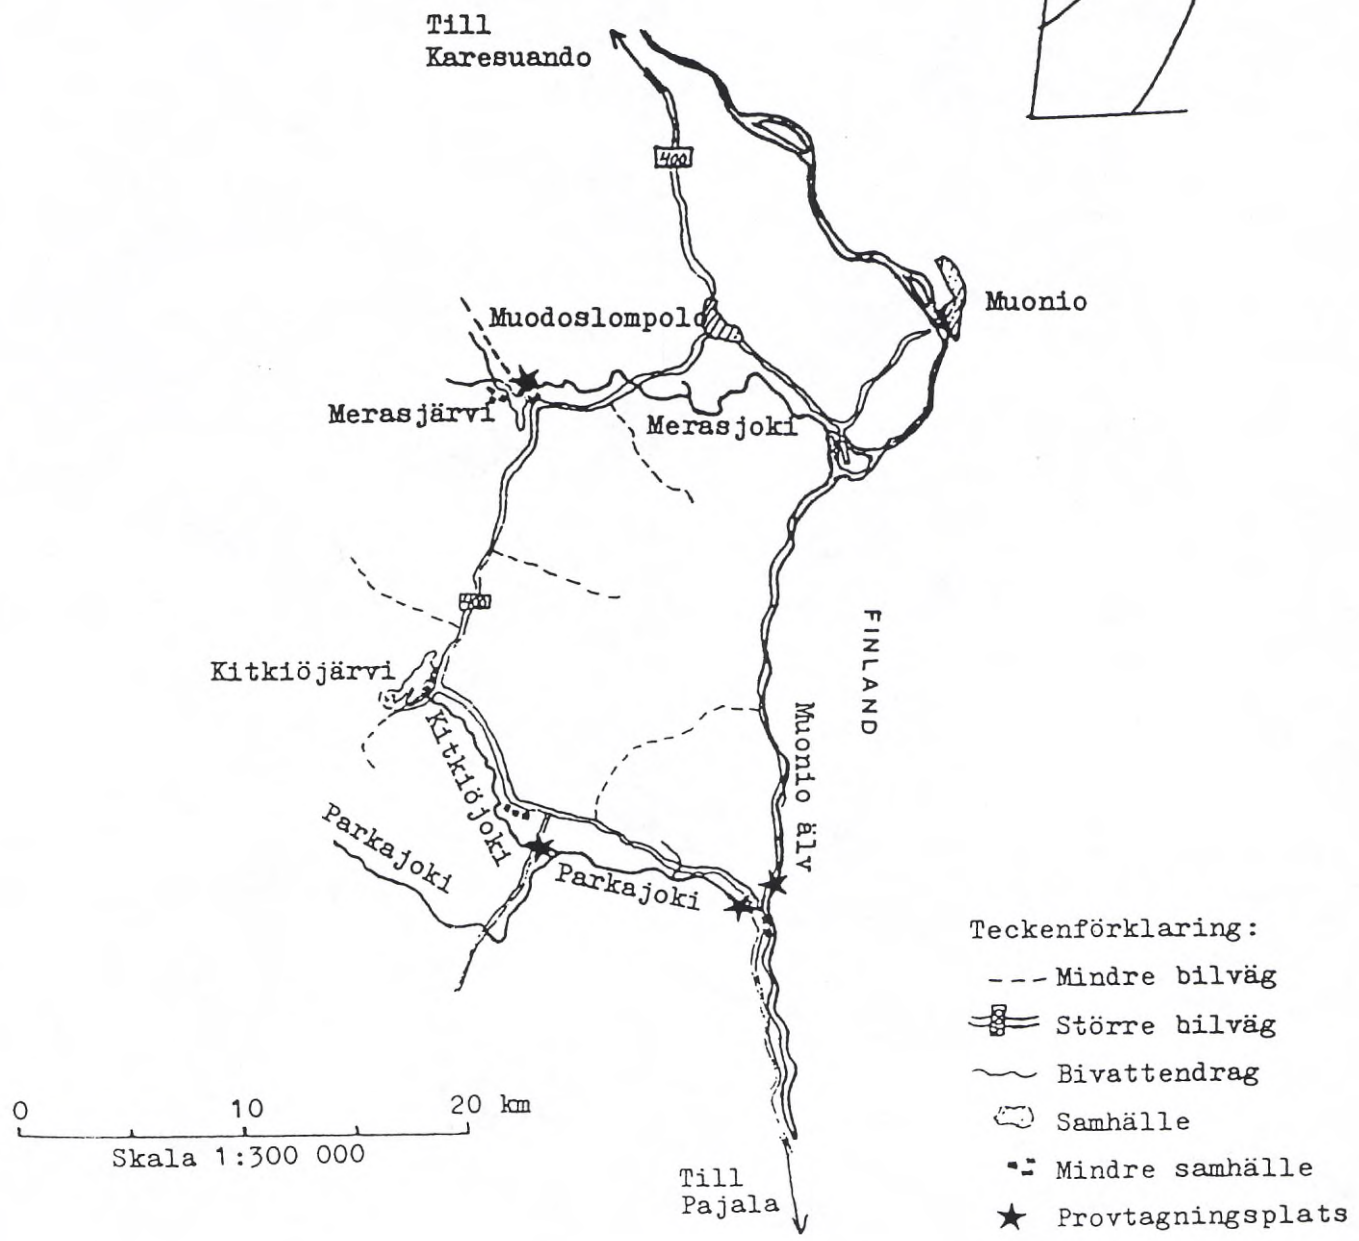 Till
Karesuando
400
Muonio
Muodoslompolo
Merasjärvi
Merasjoki
FINLAND
Kitkiöjärvi
Kitkiöjoki
Muonio älv
Parkajoki
Parkajoki
Teckenförklaring:
Mindre bilväg
Större bilväg
Bivattendrag
Samhälle
Mindre samhälle
Provtagningsplats
0 10 20 km
Skala 1:300 000
Till
Pajala